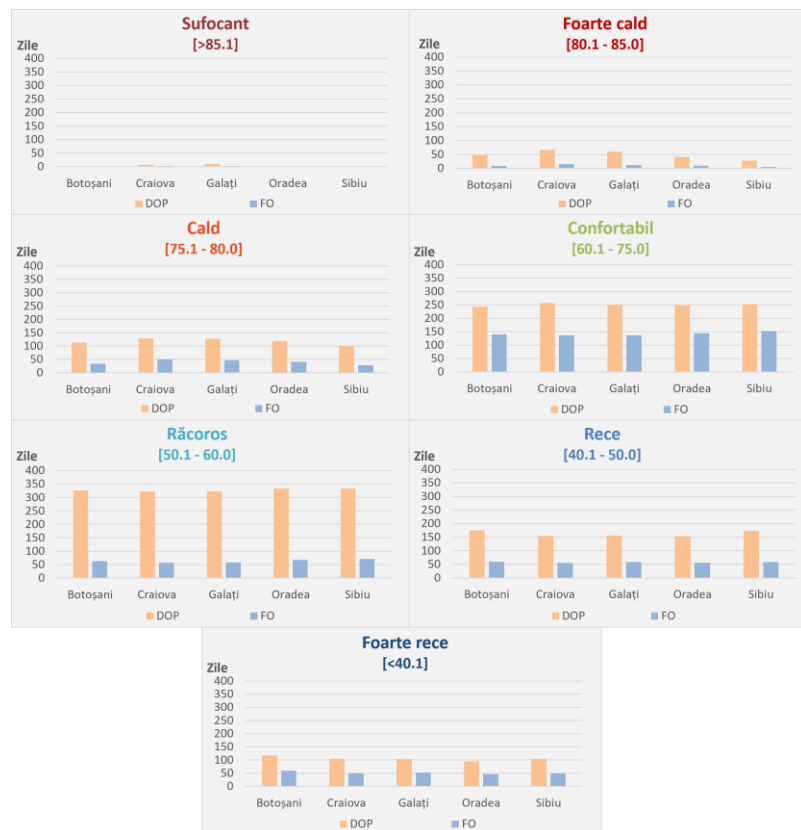 Sufocant
[>85.1]
Zile
400
350
300
250
200
150
100
50
0
Botoșani Craiova Galați Oradea Sibiu
DOP FO
Foarte cald
[80.1 - 85.0]
Zile
400
350
300
250
200
150
100
50
0
Botoșani Craiova Galați Oradea Sibiu
DOP FO
Cald
[75.1 - 80.0]
Zile
400
350
300
250
200
150
100
50
0
Botoșani Craiova Galați Oradea Sibiu
DOP FO
Confortabil
[60.1 - 75.0]
Zile
400
350
300
250
200
150
100
50
0
Botoșani Craiova Galați Oradea Sibiu
DOP FO
Răcoros
[50.1 - 60.0]
Zile
400
350
300
250
200
150
100
50
0
Botoșani Craiova Galați Oradea Sibiu
DOP FO
Rece
[40.1 - 50.0]
Zile
400
350
300
250
200
150
100
50
0
Botoșani Craiova Galați Oradea Sibiu
DOP FO
Foarte rece
[<40.1]
Zile
400
350
300
250
200
150
100
50
0
Botoșani Craiova Galați Oradea Sibiu
DOP FO